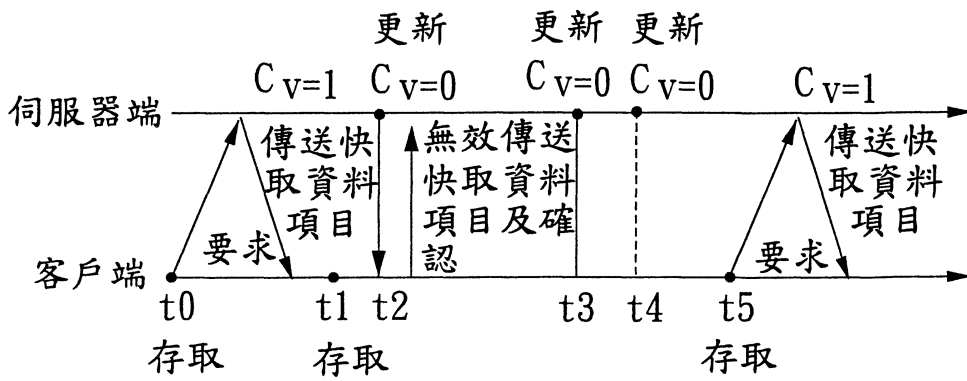 更新 更新 更新
C v=1 C v=0 C v=0 C v=0 C v=1
伺服器端
傳送快
取資料
項目
無效傳送
快取資料
項目及確
認
傳送快
取資料
項目
要求 要求
客戶端
t0 t1 t2 t3 t4 t5
存取 存取 存取